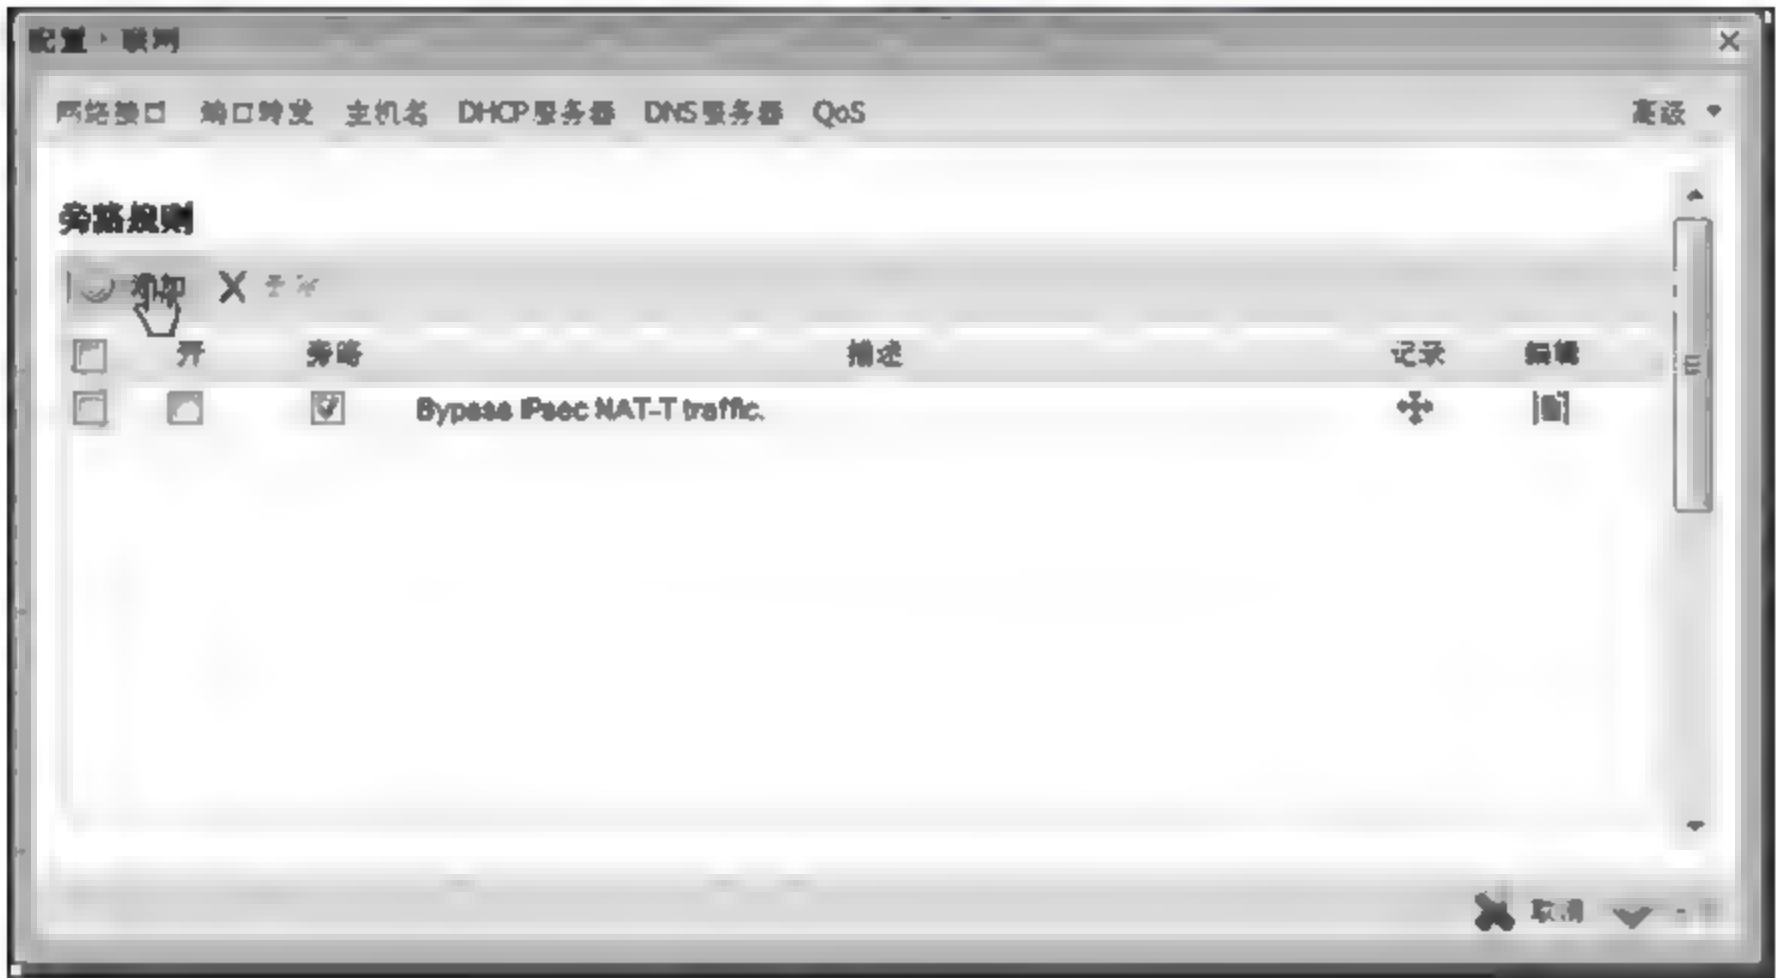 配置 › 联网
网络接口 端口转发 主机名 DHCP服务器 DNS服务器 QoS 高级
旁路规则
添加
开 旁路 描述 记录 编辑
Bypass IPsec NAT-T traffic.
取消